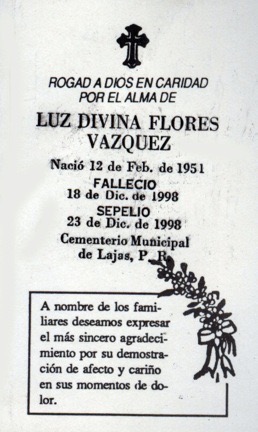 ROGAD A DIOS EN CARIDAD
POR EL ALMA DE
LUZ DIVINA FLORES
VAZQUEZ
Nació 12 de Feb. de 1951
FALLECIO
18 de Dic. de 1998
SEPELIO
23 de Dic. de 1998
Cementerio Municipal
de Lajas, P. R.
A nombre de los fami-
liares deseamos expresar
el más sincero agradeci-
miento por su demostra-
ción de afecto y cariño
en sus momentos de do-
lor.